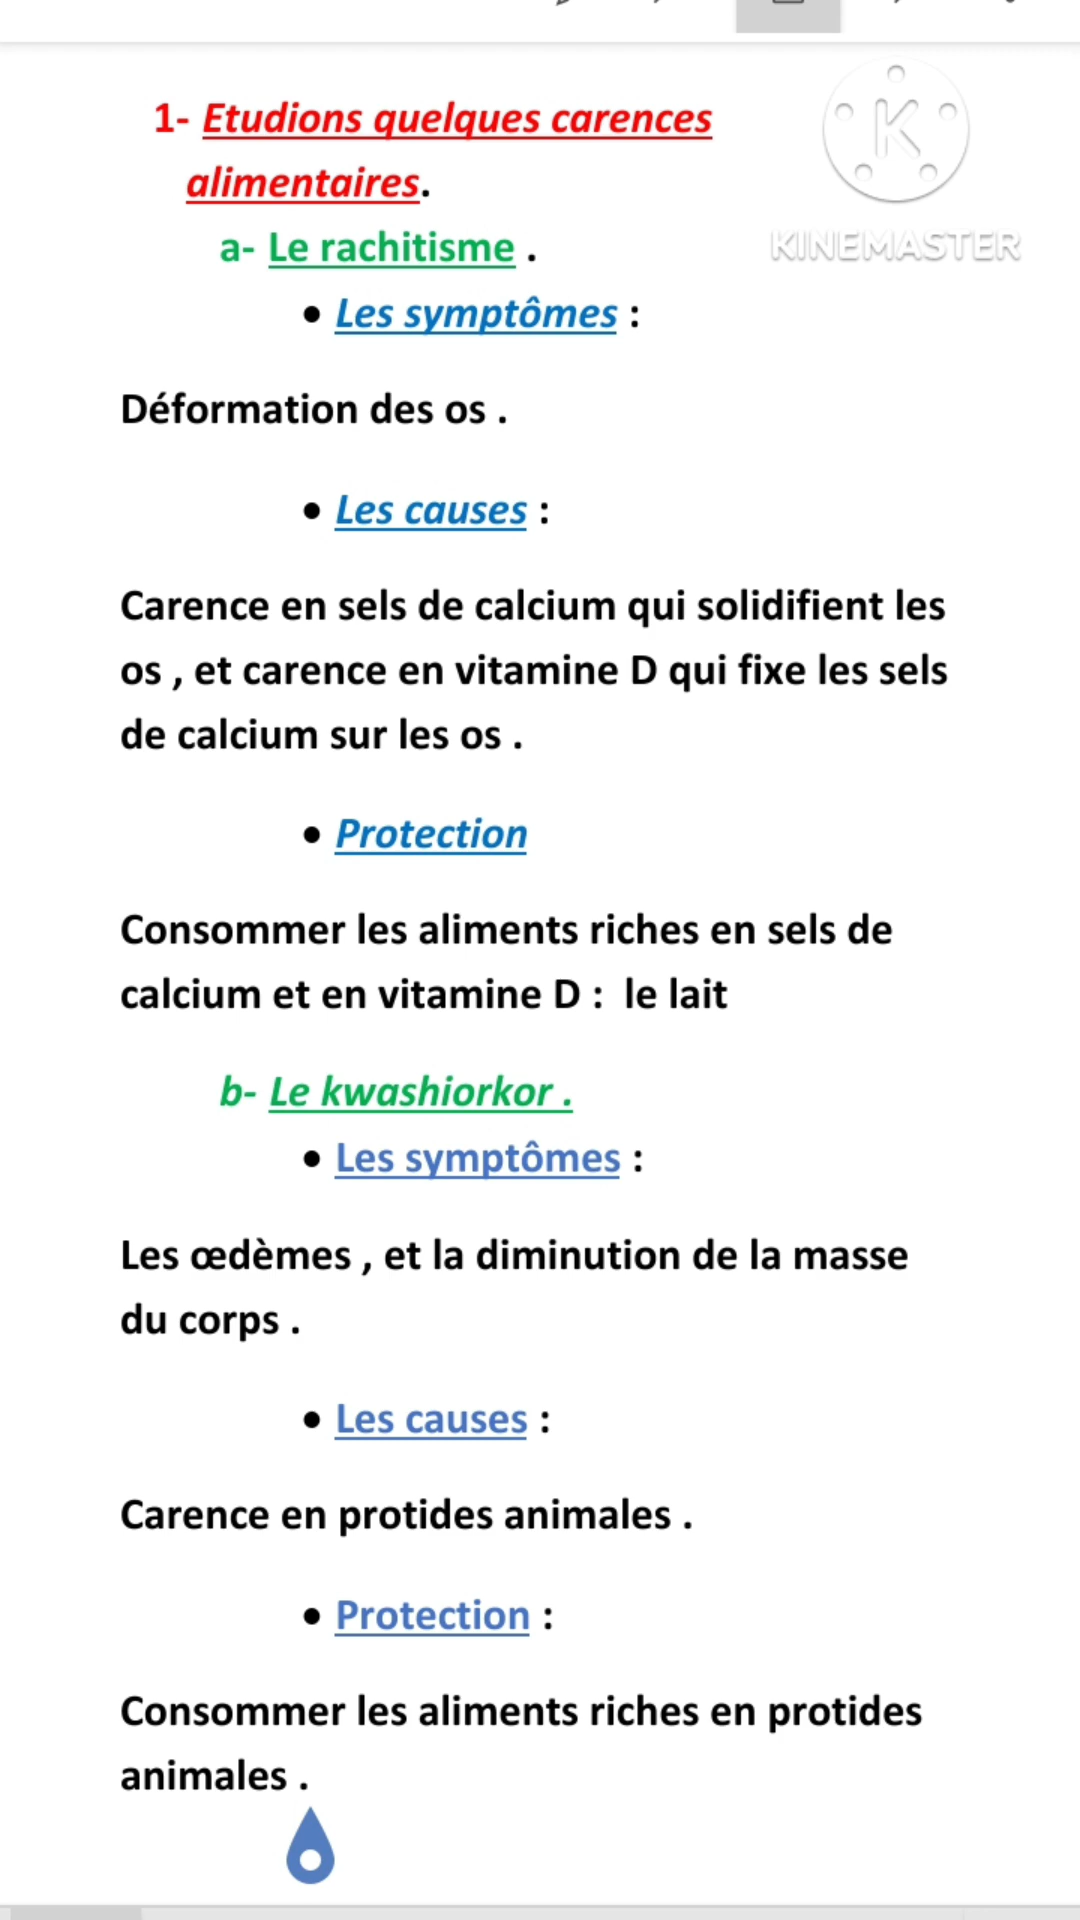 1- Etudions quelques carences
alimentaires.
K
KINEMASTER
a- Le rachitisme .
• Les symptômes :
Déformation des os .
• Les causes :
Carence en sels de calcium qui solidifient les
os , et carence en vitamine D qui fixe les sels
de calcium sur les os .
• Protection
Consommer les aliments riches en sels de
calcium et en vitamine D : le lait
b- Le kwashiorkor .
• Les symptômes :
Les œdèmes , et la diminution de la masse
du corps .
• Les causes :
Carence en protides animales .
• Protection :
Consommer les aliments riches en protides
animales .